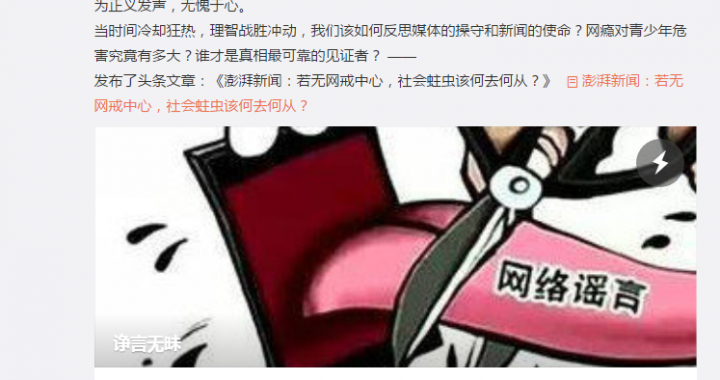 为正义发声，无愧于心。
当时间冷却狂热，理智战胜冲动，我们该如何反思媒体的操守和新闻的使命？网瘾对青少年危
害究竟有多大？谁才是真相最可靠的见证者？ ——
发布了头条文章：《澎湃新闻：若无网戒中心，社会蛀虫该何去何从？》 澎湃新闻：若无
网戒中心，社会蛀虫该何去何从？
网络谣言
诤言无昧